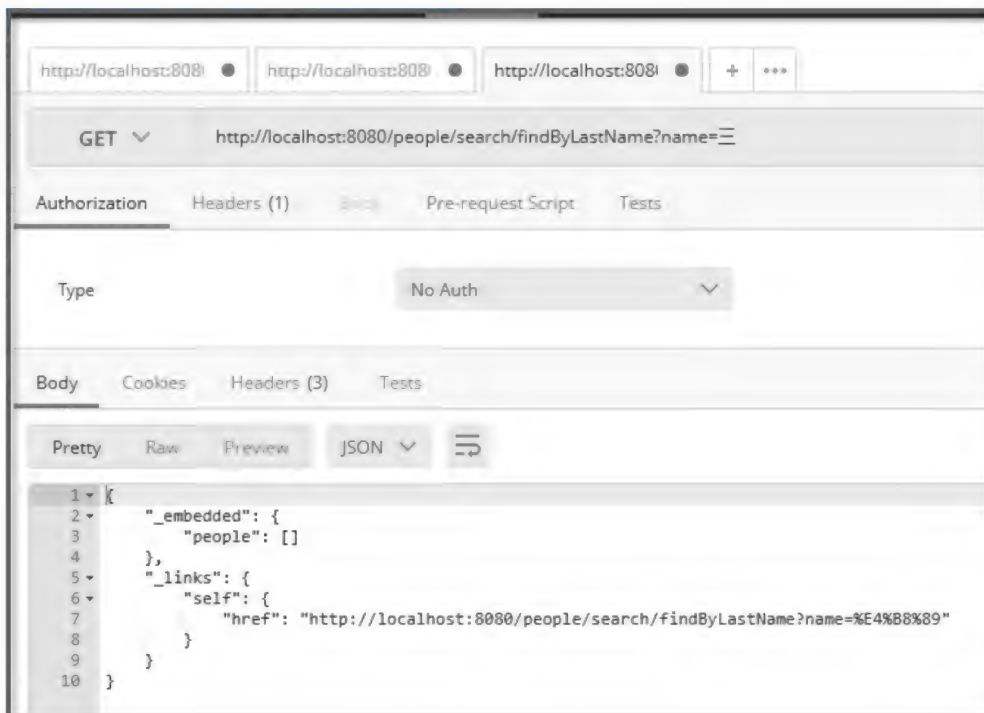 http://localhost:808 http://localhost:808 http://localhost:808 + •••
GET http://localhost:8080/people/search/findByLastName?name=三
Authorization Headers (1) Body Pre-request Script Tests
Type No Auth
Body Cookies Headers (3) Tests
Pretty Raw Preview JSON
1 {
2 "_embedded": {
3 "people": []
4 },
5 "_links": {
6 "self": {
7 "href": "http://localhost:8080/people/search/findByLastName?name=%E4%B8%89"
8 }
9 }
10 }